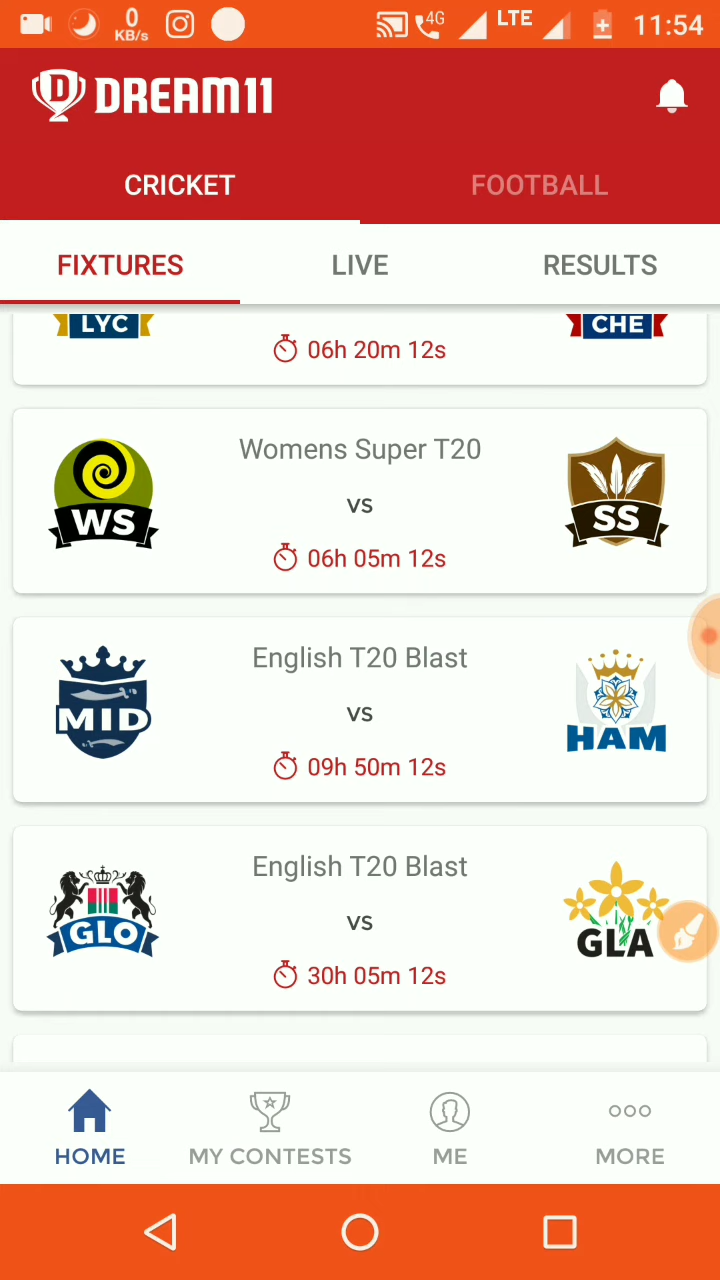 0 KB/s 4G LTE 11:54
DREAM11
CRICKET FOOTBALL
FIXTURES LIVE RESULTS
LYC CHE
06h 20m 12s
Womens Super T20
WS vs SS
06h 05m 12s
English T20 Blast
MID vs HAM
09h 50m 12s
English T20 Blast
GLO vs GLA
30h 05m 12s
HOME MY CONTESTS ME MORE